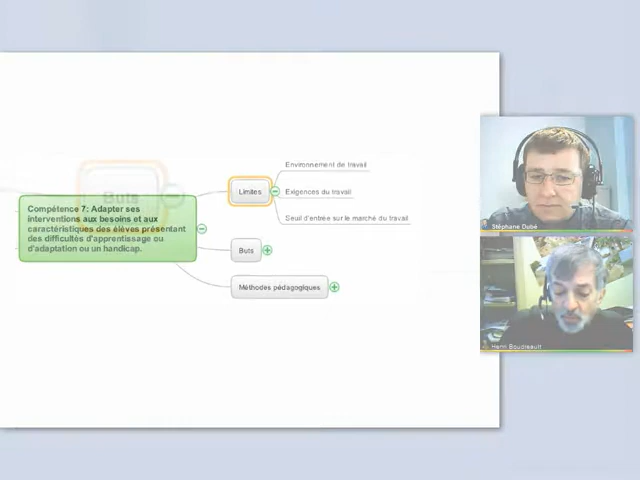 Buts
Compétence 7: Adapter ses
interventions aux besoins et aux
caractéristiques des élèves présentant
des difficultés d'apprentissage ou
d'adaptation ou un handicap.
Limites
Environnement de travail
Exigences du travail
Seuil d'entrée sur le marché du travail
Buts
Méthodes pédagogiques
Stéphane Dubé
Henri Boudreault